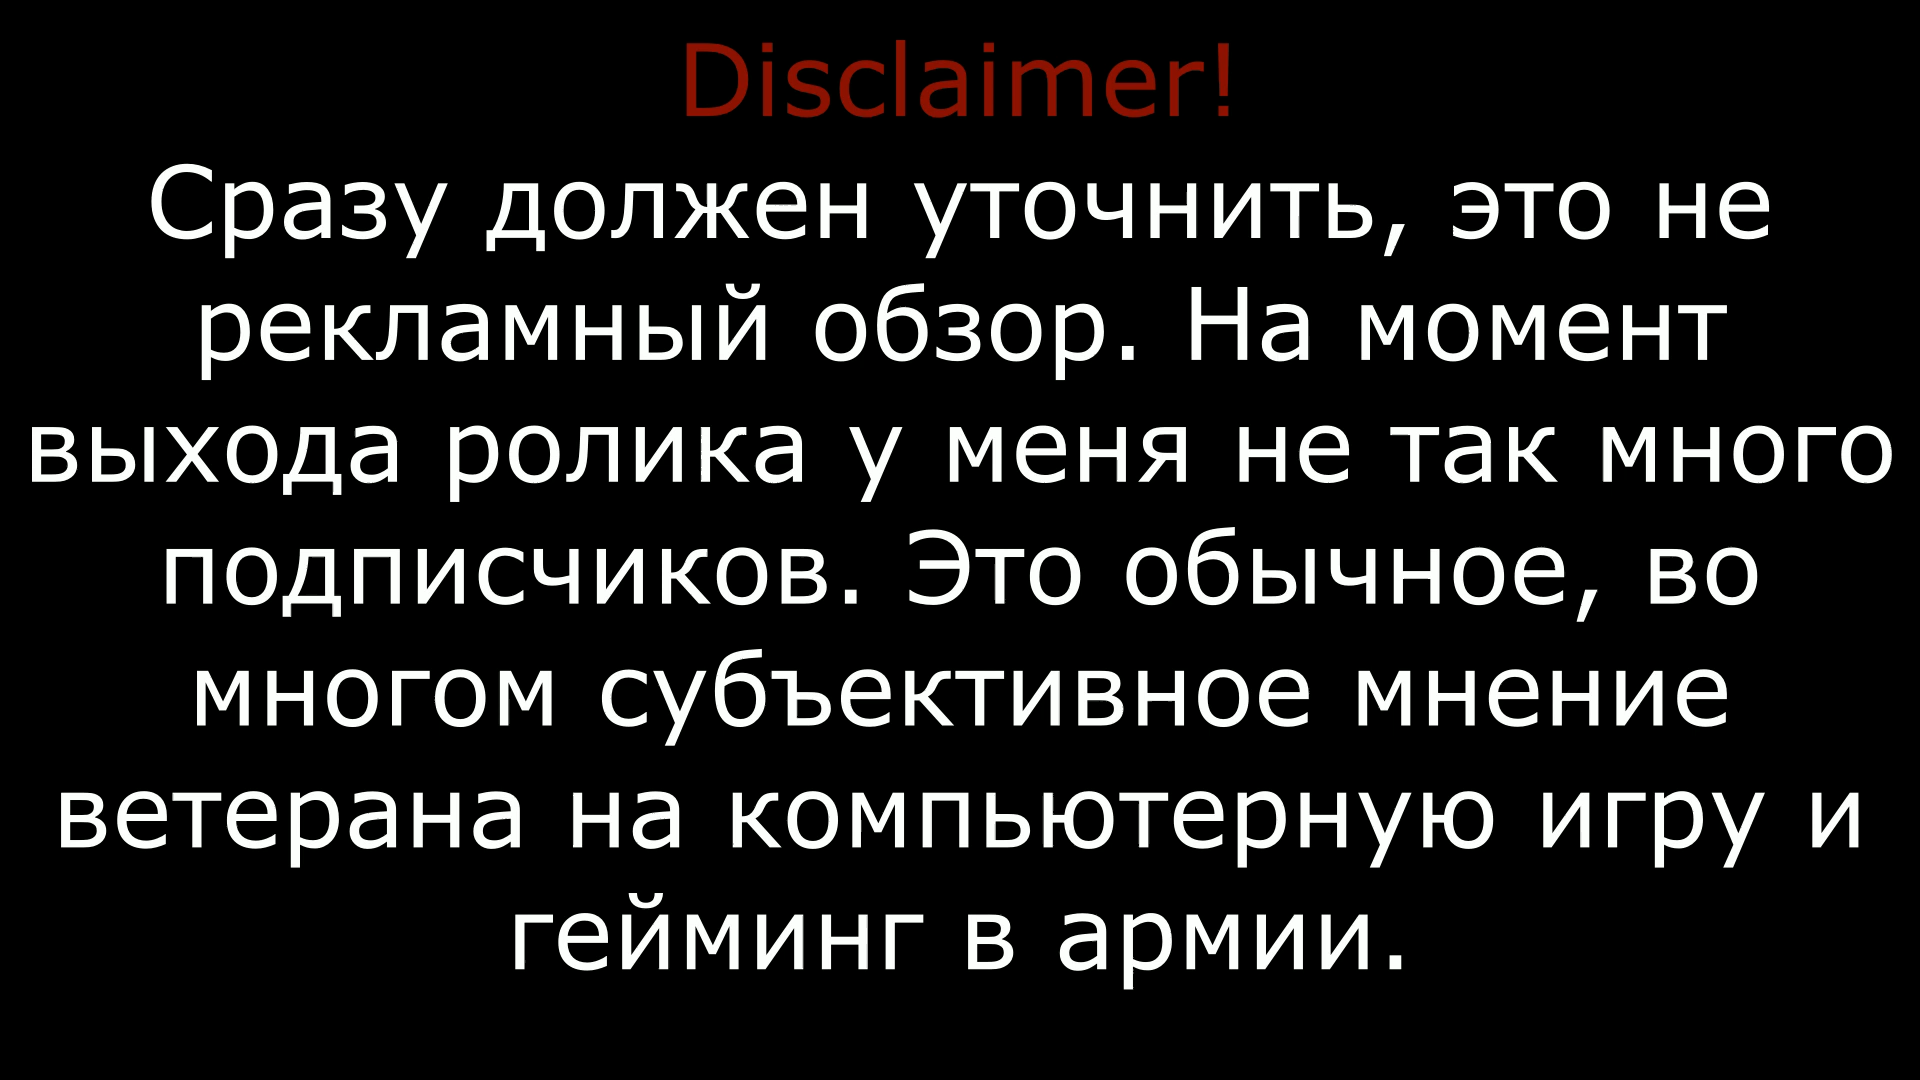 Disclaimer!
Сразу должен уточнить, это не
рекламный обзор. На момент
выхода ролика у меня не так много
подписчиков. Это обычное, во
многом субъективное мнение
ветерана на компьютерную игру и
гейминг в армии.